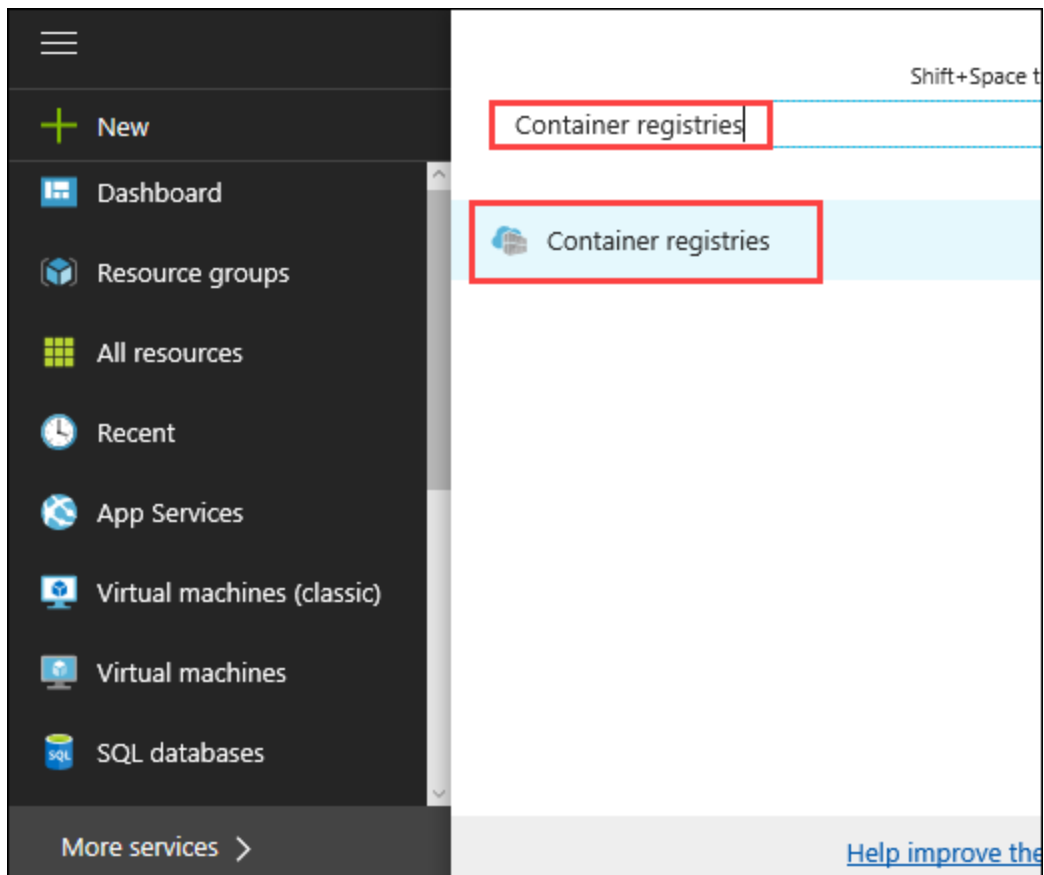 New
Dashboard
Resource groups
All resources
Recent
App Services
Virtual machines (classic)
Virtual machines
SQL
SQL databases
More services
Shift+Space t
Container registries
Container registries
Help improve the